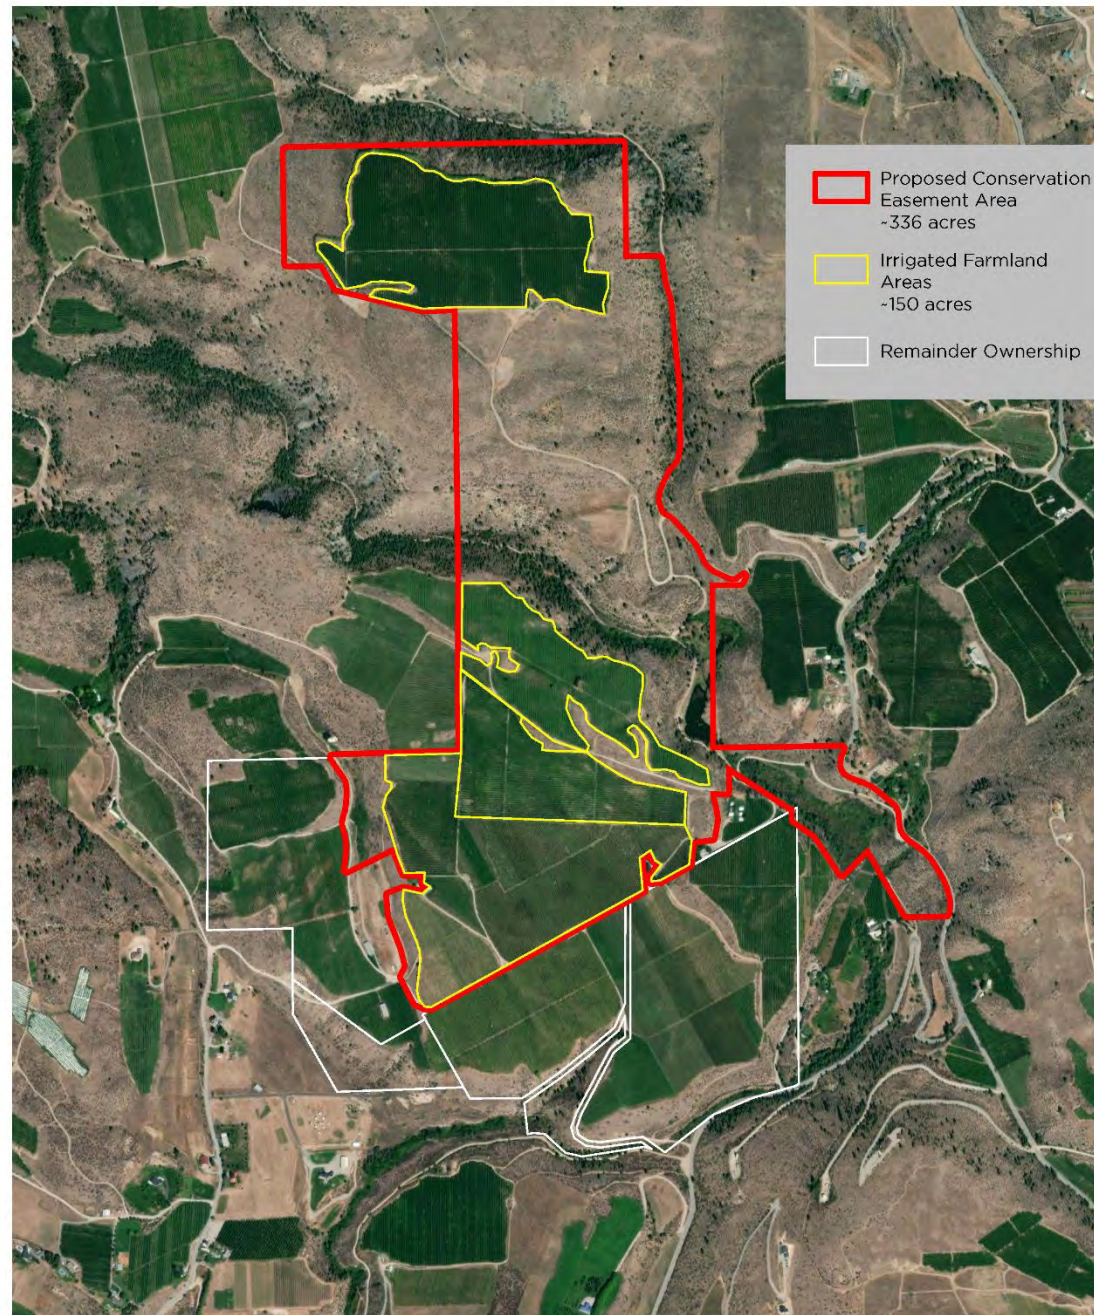 Proposed Conservation
Easement Area
~336 acres
Irrigated Farmland
Areas
~150 acres
Remainder Ownership